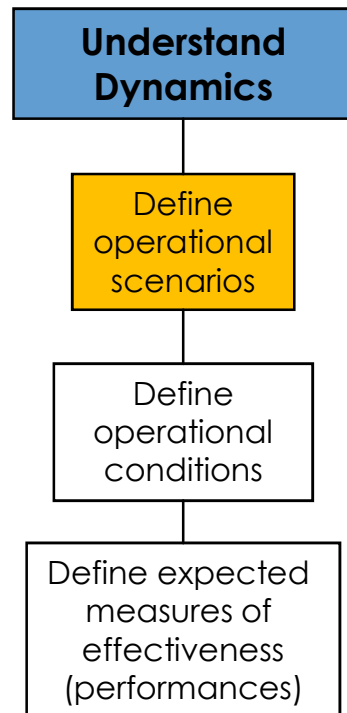 Understand
Dynamics
Define
operational
scenarios
Define
operational
conditions
Define expected
measures of
effectiveness
(performances)